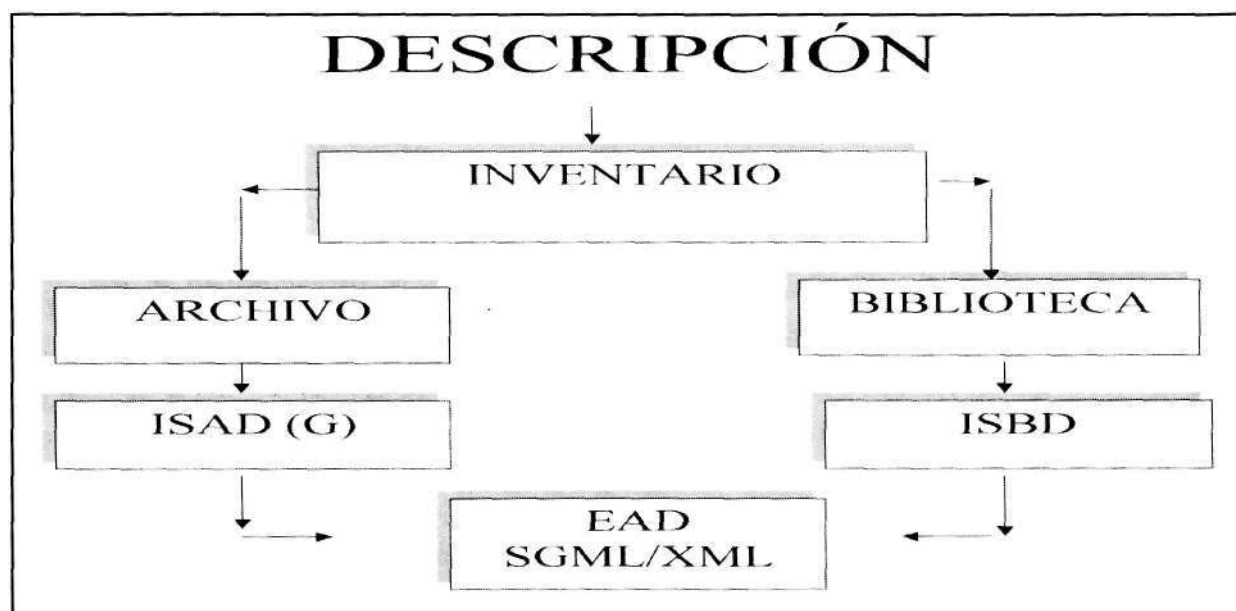 DESCRIPCIÓN
INVENTARIO
ARCHIVO
BIBLIOTECA
ISAD (G)
ISBD
EAD
SGML/XML